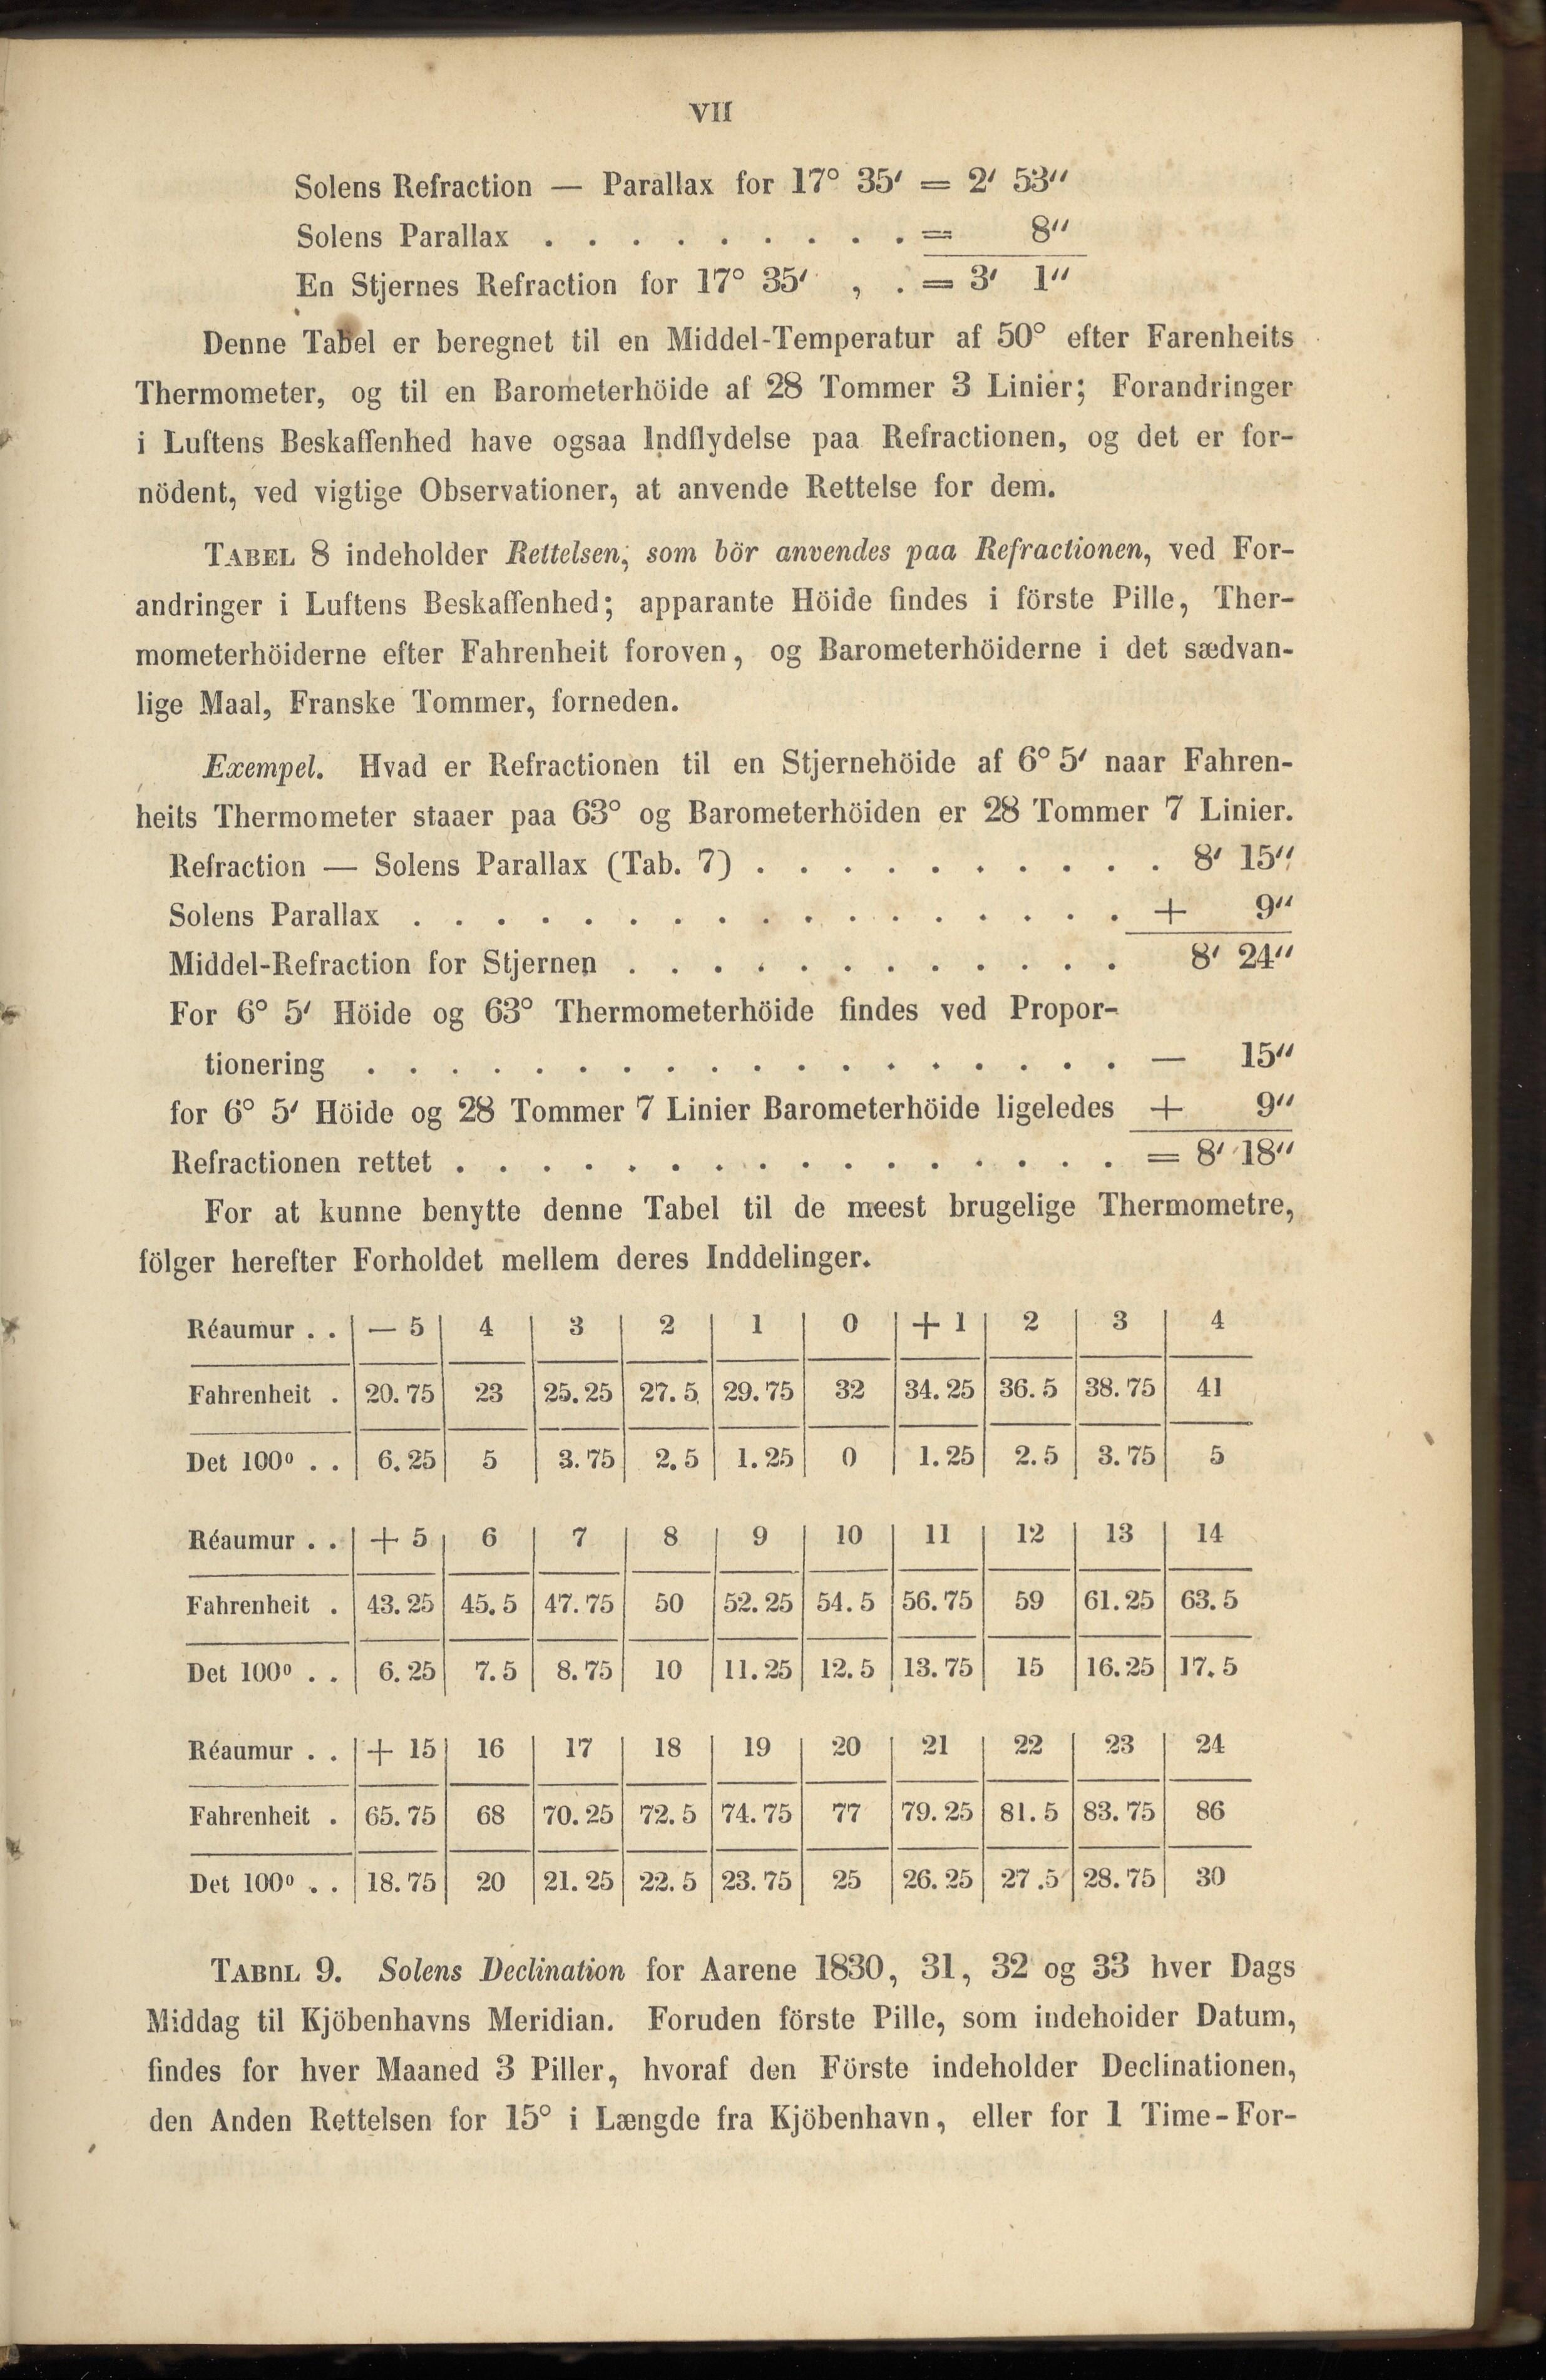 VII
Solens Refraction — Parallax for 17° 35′ = 2′ 53″
Solens Parallax . . . . . . . . . = 8″
En Stjernes Refraction for 17° 35′ , . = 3′ 1″
Denne Tabel er beregnet til en Middel-Temperatur af 50° efter Farenheits
Thermometer, og til en Barometerhöide af 28 Tommer 3 Linier; Forandringer
i Luftens Beskaffenhed have ogsaa Indflydelse paa Refractionen, og det er for-
nödent, ved vigtige Observationer, at anvende Rettelse for dem.
TABEL 8 indeholder Rettelsen, som bör anvendes paa Refractionen, ved For-
andringer i Luftens Beskaffenhed; apparante Höide findes i förste Pille, Ther-
mometerhöiderne efter Fahrenheit foroven, og Barometerhöiderne i det sædvan-
lige Maal, Franske Tommer, forneden.
Exempel. Hvad er Refractionen til en Stjernehöide af 6° 5′ naar Fahren-
heits Thermometer staaer paa 63° og Barometerhöiden er 28 Tommer 7 Linier.
Refraction — Solens Parallax (Tab. 7) . . . . . . . . . . 8′ 15″
Solens Parallax . . . . . . . . . . . . . . . . . + 9″
Middel-Refraction for Stjernen . . . . . . . . . . . . 8′ 24″
For 6° 5′ Höide og 63° Thermometerhöide findes ved Propor-
tionering . . . . . . . . . . . . . . . . . . — 15″
for 6° 5′ Höide og 28 Tommer 7 Linier Barometerhöide ligeledes + 9″
Refractionen rettet . . . . . . . . . . . . . . . . = 8′ 18″
For at kunne benytte denne Tabel til de meest brugelige Thermometre,
fölger herefter Forholdet mellem deres Inddelinger.
Réaumur . . — 5 4 3 2 1 0 + 1 2 3 4
Fahrenheit . 20.75 23 25.25 27.5 29.75 32 34.25 36.5 38.75 41
Det 100° . . 6.25 5 3.75 2.5 1.25 0 1.25 2.5 3.75 5
Réaumur . . + 5 6 7 8 9 10 11 12 13 14
Fahrenheit . 43.25 45.5 47.75 50 52.25 54.5 56.75 59 61.25 63.5
Det 100° . . 6.25 7.5 8.75 10 11.25 12.5 13.75 15 16.25 17.5
Réaumur . . + 15 16 17 18 19 20 21 22 23 24
Fahrenheit . 65.75 68 70.25 72.5 74.75 77 79.25 81.5 83.75 86
Det 100° . . 18.75 20 21.25 22.5 23.75 25 26.25 27.5 28.75 30
TABnL 9. Solens Declination for Aarene 1830, 31, 32 og 33 hver Dags
Middag til Kjöbenhavns Meridian. Foruden förste Pille, som indehoider Datum,
findes for hver Maaned 3 Piller, hvoraf den Förste indeholder Declinationen,
den Anden Rettelsen for 15° i Længde fra Kjöbenhavn, eller for 1 Time-For-